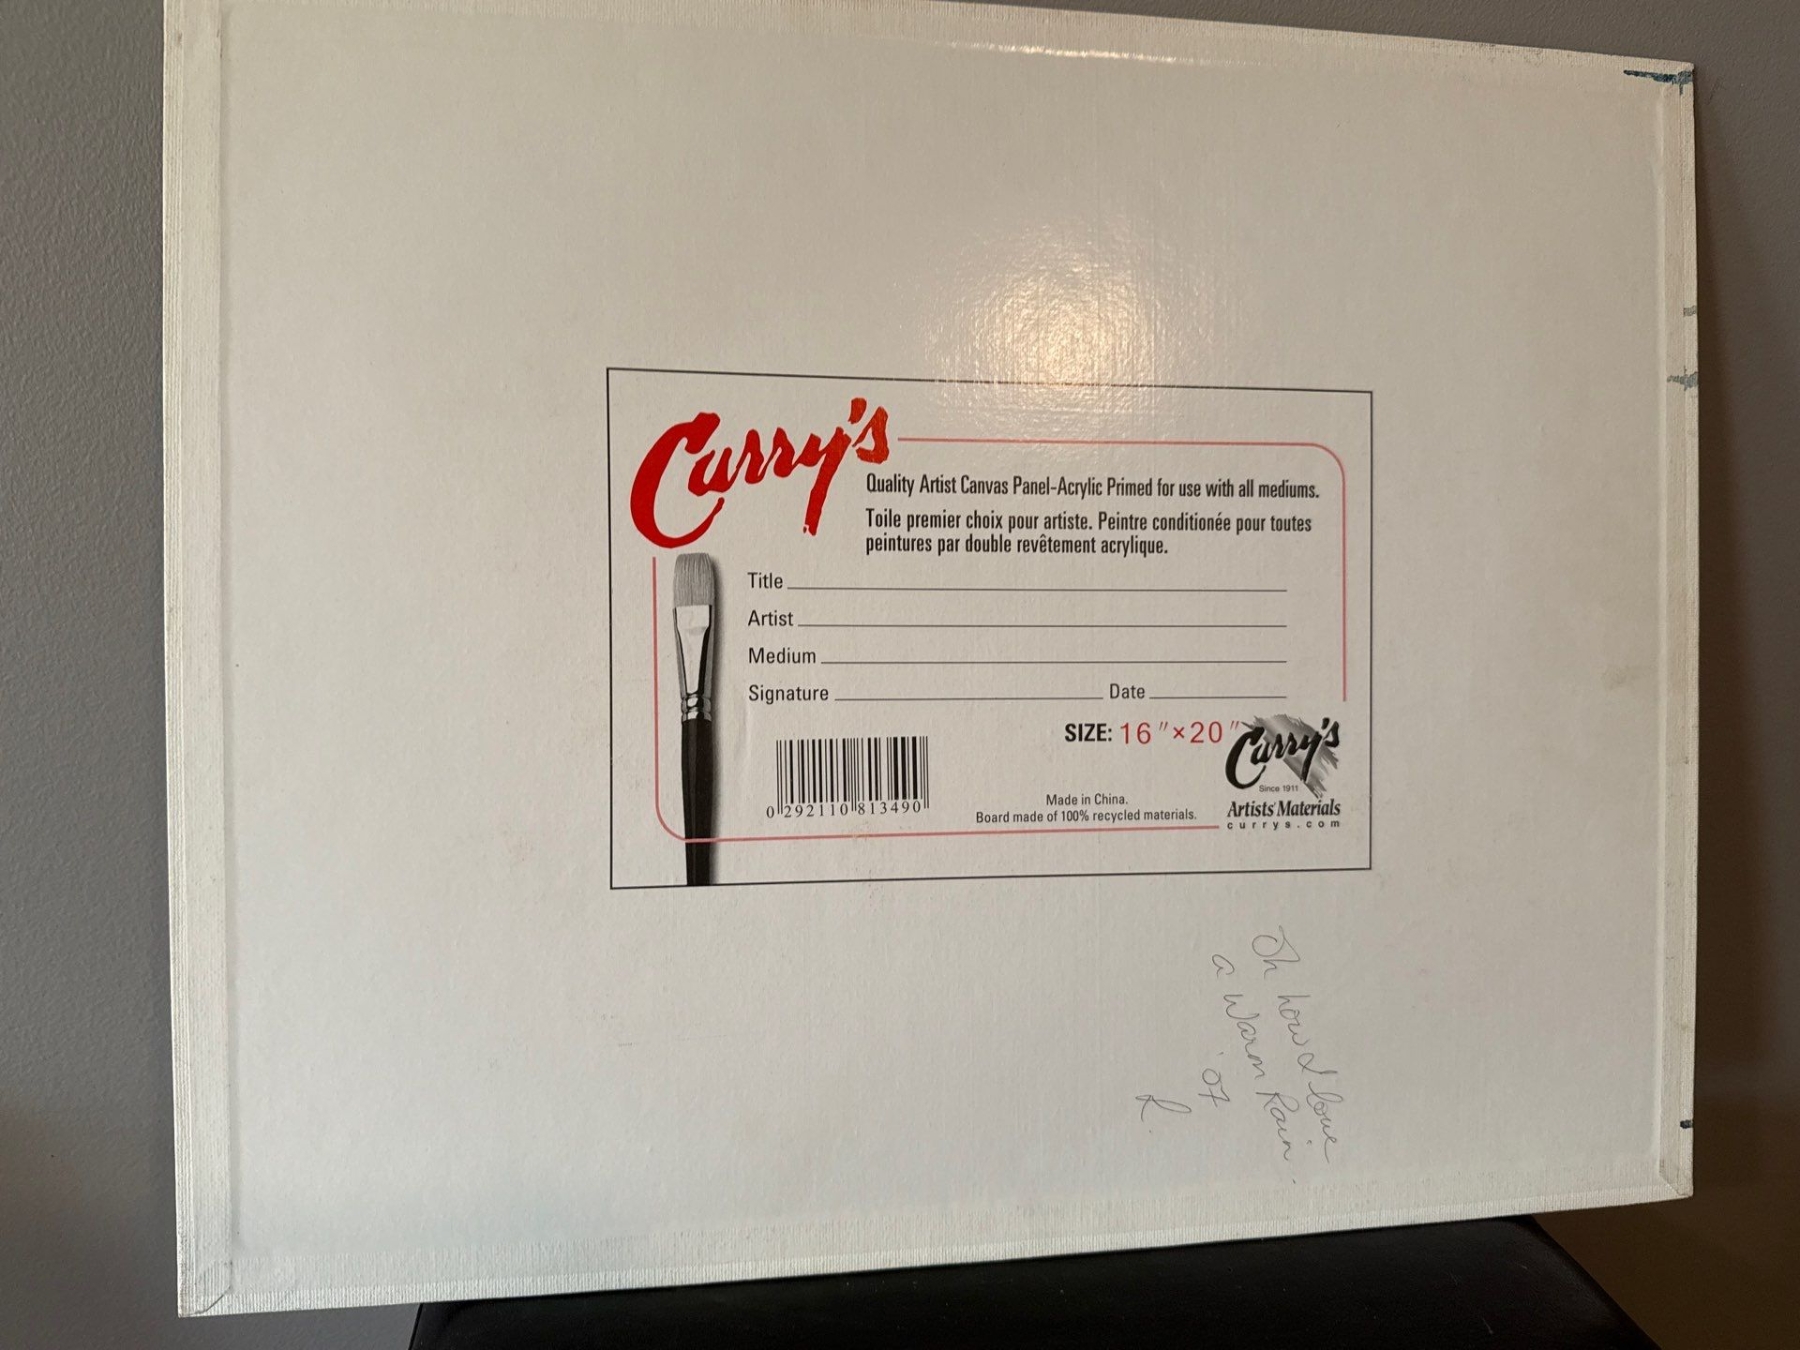 Curry's
Quality Artist Canvas Panel-Acrylic Primed for use with all mediums.
Toile premier choix pour artiste. Peintre conditionée pour toutes
peintures par double revêtement acrylique.
Title
Artist
Medium
Signature Date
SIZE: 16"×20"
Curry's
Since 1911
Artists' Materials
currys.com
0 292110 813490
Made in China.
Board made of 100% recycled materials.
Oh how I love
a warm Rain.
'07
R.